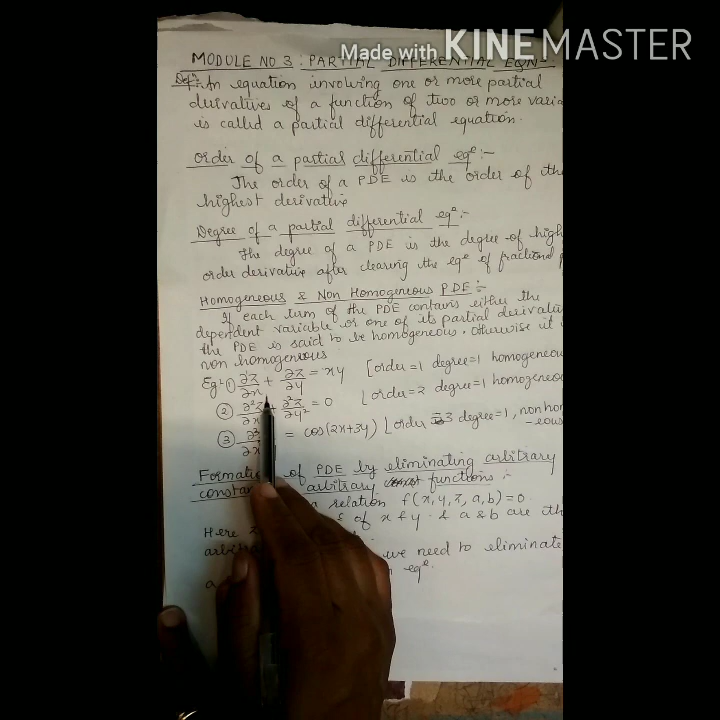 Made with KINEMASTER
MODULE NO 3 : PARTIAL DIFFERENTIAL EQN :-
Defⁿ:- An equation involving one or more partial
derivatives of a function of two or more varia
is called a partial differential equation.
Order of a partial differential eqⁿ :-
The order of a PDE is the order of the
highest derivative
Degree of a partial differential eqⁿ :-
The degree of a PDE is the degree of high
order derivative after clearing the eqⁿ of fractional p
Homogeneous & Non Homogeneous PDE :-
If each term of the PDE contains either the
dependent variable or one of its partial derivativ
the PDE is said to be homogeneous. Otherwise it
non homogeneous
Eg:- ① ∂z/∂x + ∂z/∂y = xy [order=1 degree=1 homogeneou
② ∂²z/∂x + ∂²z/∂y² = 0 [order=2 degree=1 homogeneou
③ = cos(2x+3y) [order =3 degree=1, non hom
-eous
Formation of PDE by eliminating arbitrary
arbitrary functions :-
a relation f(x, y, z, a, b) = 0.
Here of x & y & a & b are
we need to eliminate
eqⁿ.